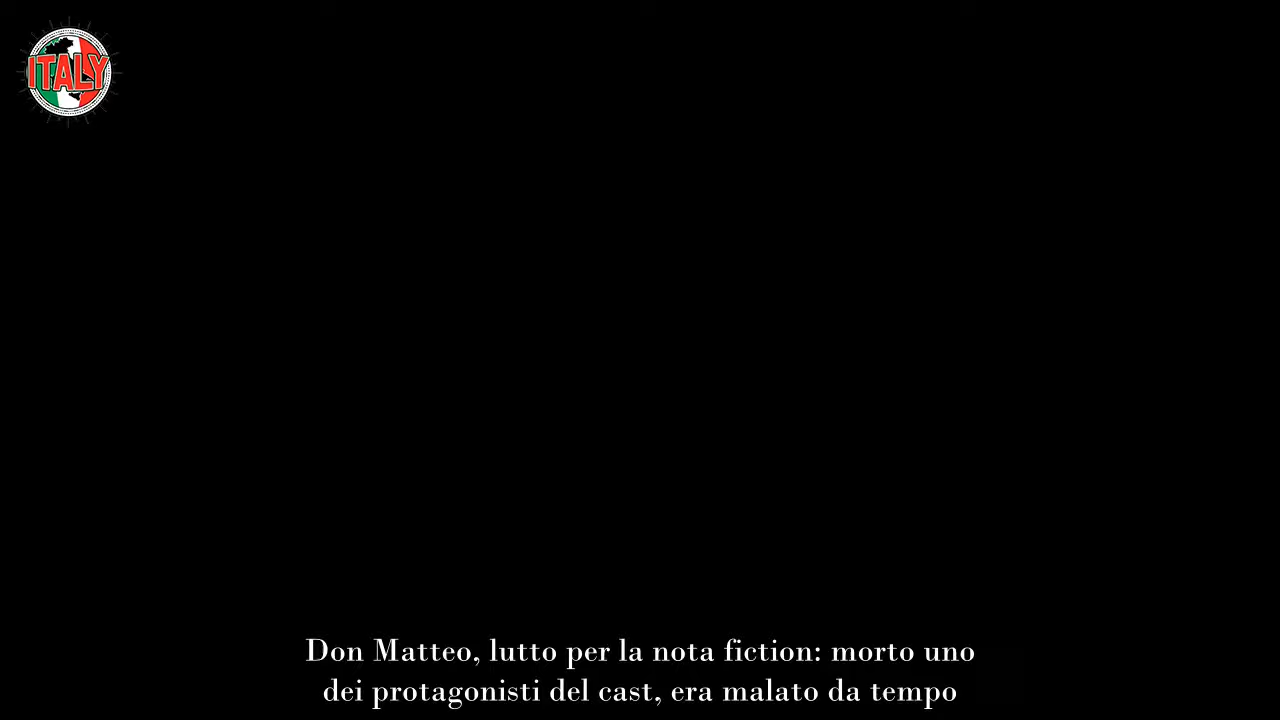 ITALY
Don Matteo, lutto per la nota fiction: morto uno
dei protagonisti del cast, era malato da tempo